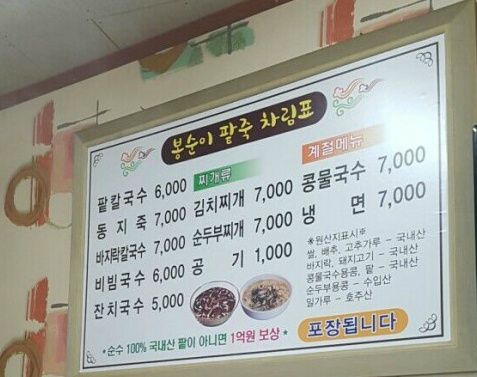 봉순이 팥죽 차림표
팥칼국수 6,000
동지죽 7,000
바지락칼국수 7,000
비빔국수 6,000
잔치국수 5,000
찌개류
김치찌개 7,000
순두부찌개 7,000
공기 1,000
계절메뉴
콩물국수 7,000
냉면 7,000
※원산지표시※
쌀, 배추, 고추가루 - 국내산
바지락, 돼지고기 - 국내산
콩물국수용콩, 팥 - 국내산
순두부용콩 - 수입산
밀가루 - 호주산
*순수 100% 국내산 팥이 아니면 1억원 보상*
포장됩니다